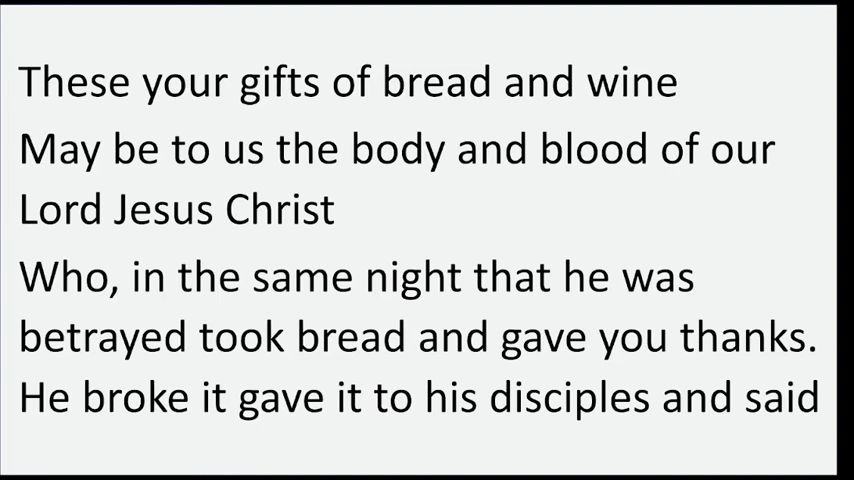 These your gifts of bread and wine
May be to us the body and blood of our
Lord Jesus Christ
Who, in the same night that he was
betrayed took bread and gave you thanks.
He broke it gave it to his disciples and said